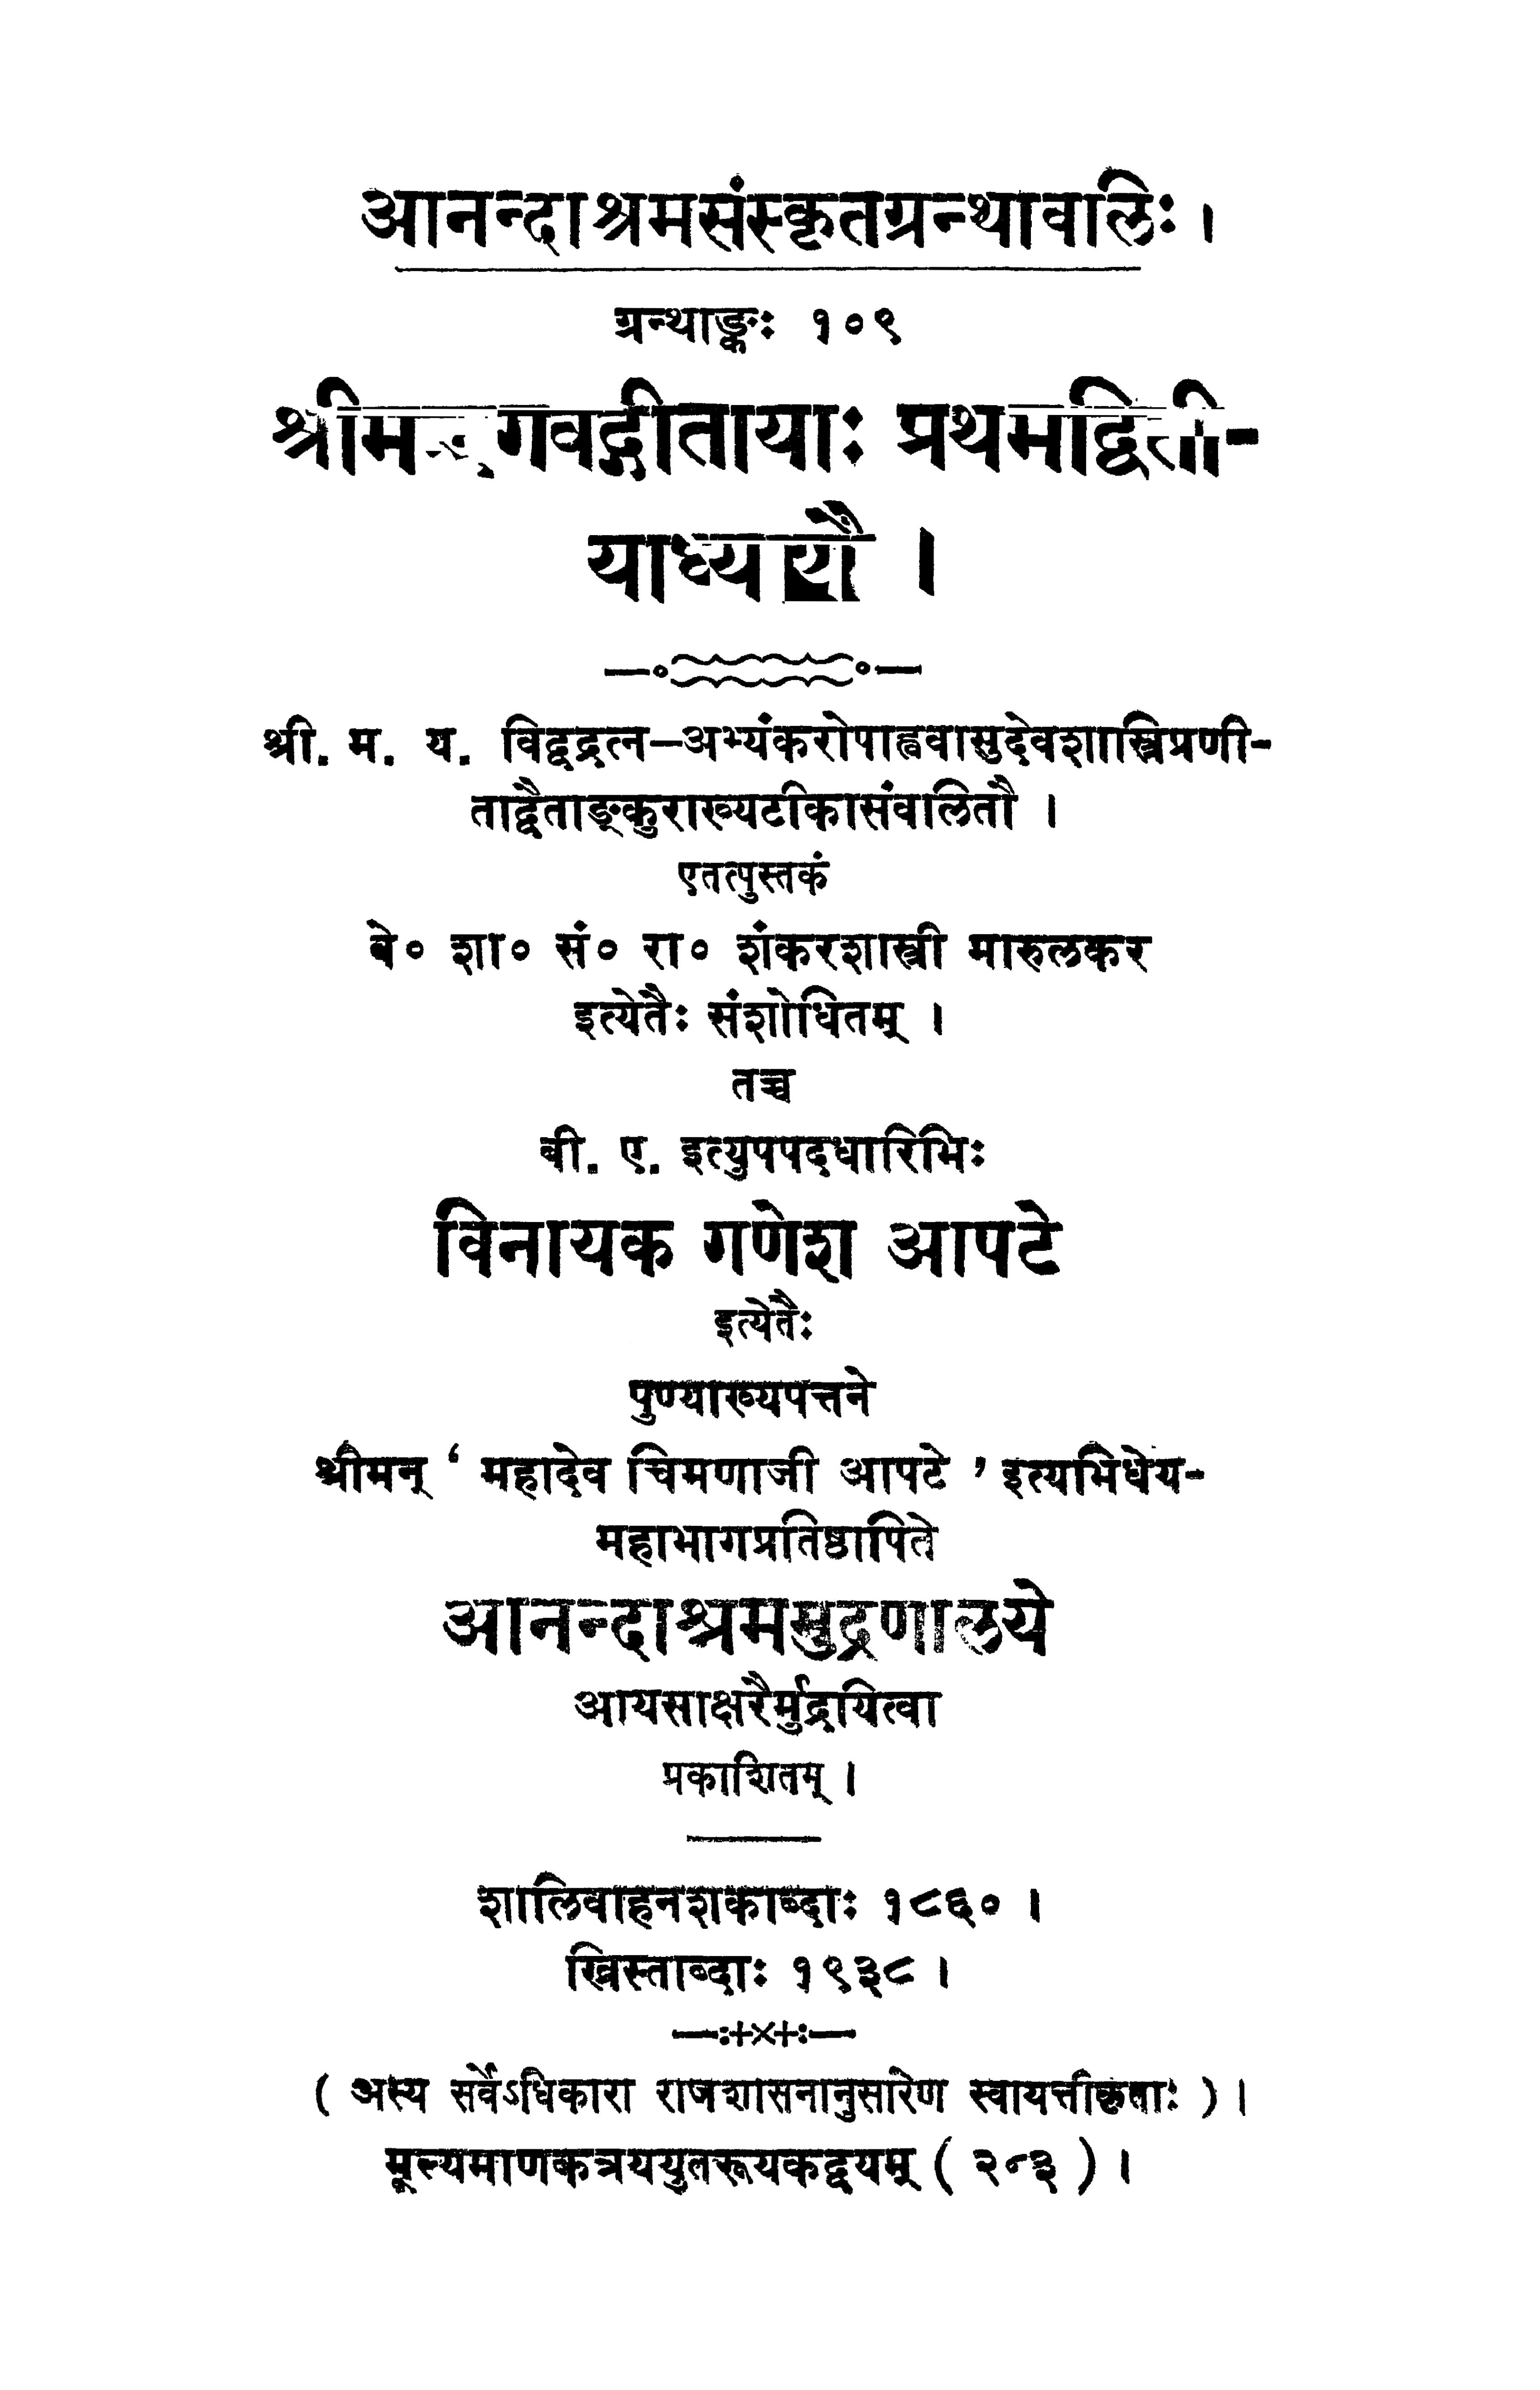 आनन्दाश्रमसंस्कृतग्रन्थावलिः ।
ग्रन्थाङ्कः १०९
श्रीमद्भगवद्गीतायाः प्रथमद्विती-
याध्यायौ ।
श्री. म. य. विद्वद्रत्न–अभ्यंकरोपाह्ववासुदेवशास्त्रिप्रणी-
ताद्वैताङ्कुराख्यटीकासंवलितौ ।
एतत्पुस्तकं
वे० शा० सं० रा० शंकरशास्त्री मारुलकर
इत्येतैः संशोधितम् ।
तच्च
बी. ए. इत्युपपदधारिभिः
विनायक गणेश आपटे
इत्येतैः
पुण्याख्यपत्तने
श्रीमन् ‘ महादेव चिमणाजी आपटे ’ इत्यभिधेय-
महाभागप्रतिष्ठापिते
आनन्दाश्रममुद्रणालये
आयसाक्षरैर्मुद्रयित्वा
प्रकाशितम् ।
शालिवाहनशकाब्दाः १८६० ।
ख्रिस्ताब्दाः १९३८ ।
( अस्य सर्वेऽधिकारा राजशासनानुसारेण स्वायत्तीकृताः ) ।
मूल्यमाणकत्रययुतरूपकद्वयम् ( २-३ ) ।